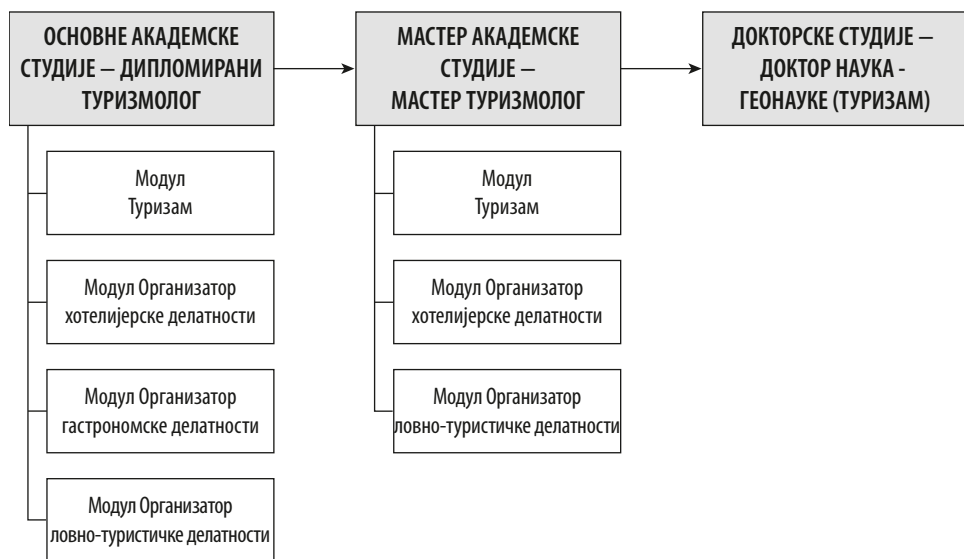 ОСНОВНЕ АКАДЕМСКЕ
СТУДИЈЕ – ДИПЛОМИРАНИ
ТУРИЗМОЛОГ
МАСТЕР АКАДЕМСКЕ
СТУДИЈЕ –
МАСТЕР ТУРИЗМОЛОГ
ДОКТОРСКЕ СТУДИЈЕ –
ДОКТОР НАУКА -
ГЕОНАУКЕ (ТУРИЗАМ)
Модул
Туризам
Модул Организатор
хотелијерске делатности
Модул Организатор
гастрономске делатности
Модул Организатор
ловно-туристичке делатности
Модул
Туризам
Модул Организатор
хотелијерске делатности
Модул Организатор
ловно-туристичке делатности